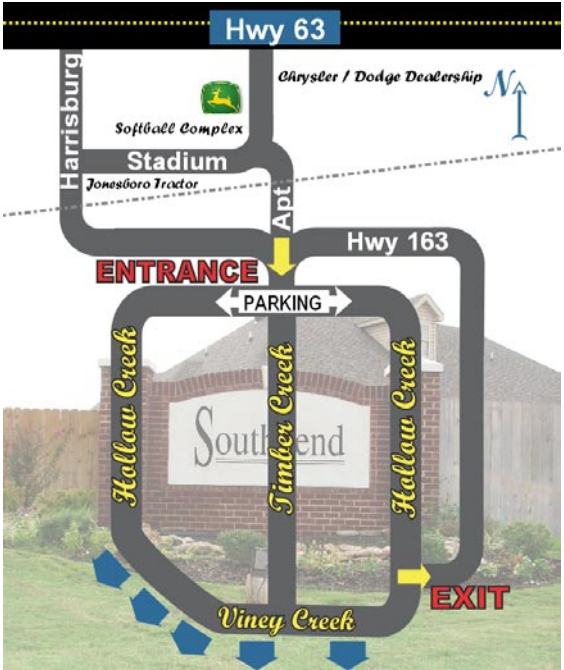 Hwy 63
Chrysler / Dodge Dealership
N
Harrisburg
Softball Complex
Stadium
Jonesboro Tractor
Apt
Hwy 163
ENTRANCE
PARKING
Hollow Creek
Timber Creek
Hollow Creek
Viney Creek
EXIT